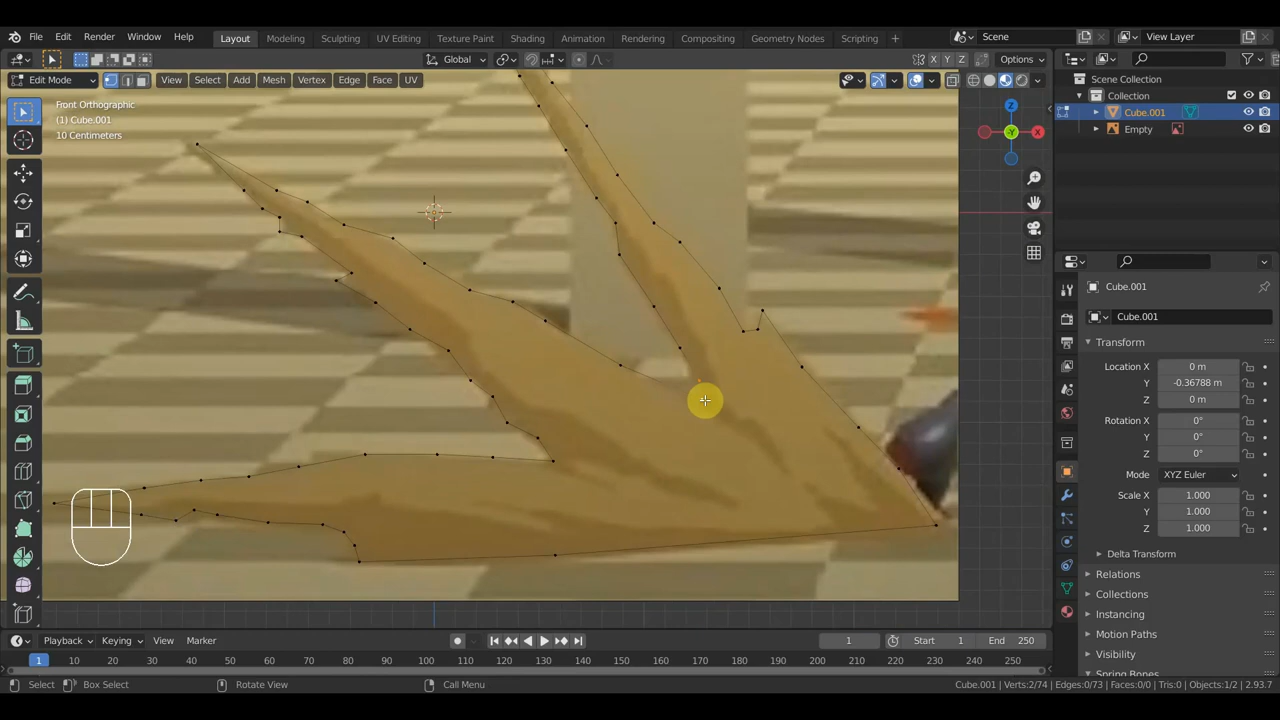 File Edit Render Window Help Layout Modeling Sculpting UV Editing Texture Paint Shading Animation Rendering Compositing Geometry Nodes Scripting + Scene View Layer
Global X Y Z Options
Edit Mode View Select Add Mesh Vertex Edge Face UV
Front Orthographic
(1) Cube.001
10 Centimeters
Z
Y
X
Scene Collection
Collection
Cube.001
Empty
Cube.001
Cube.001
Transform
Location X 0 m
Y -0.36788 m
Z 0 m
Rotation X 0°
Y 0°
Z 0°
Mode XYZ Euler
Scale X 1.000
Y 1.000
Z 1.000
Delta Transform
Relations
Collections
Instancing
Motion Paths
Visibility
Spring Bones
Playback Keying View Marker 1 Start 1 End 250
1 10 20 30 40 50 60 70 80 90 100 110 120 130 140 150 160 170 180 190 200 210 220 230 240 250
Select Box Select Rotate View Call Menu Cube.001 | Verts:2/74 | Edges:0/73 | Faces:0/0 | Tris:0 | Objects:1/2 | 2.93.7